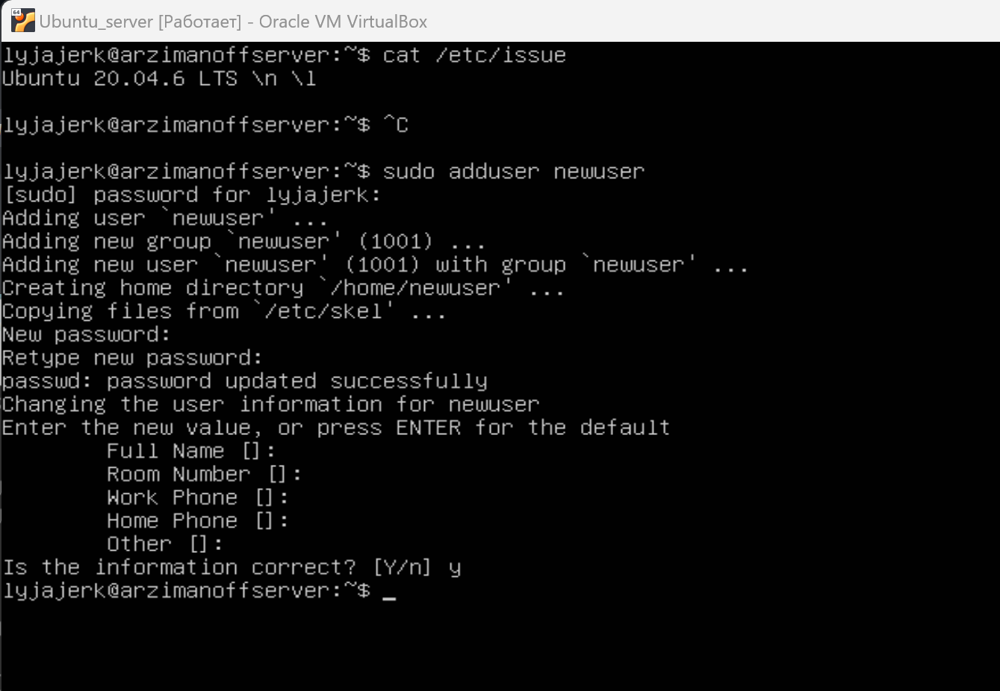 64
Ubuntu_server [Работает] - Oracle VM VirtualBox
lyjajerk@arzimanoffserver:~$ cat /etc/issue
Ubuntu 20.04.6 LTS \n \l
lyjajerk@arzimanoffserver:~$ ^C
lyjajerk@arzimanoffserver:~$ sudo adduser newuser
[sudo] password for lyjajerk:
Adding user `newuser' ...
Adding new group `newuser' (1001) ...
Adding new user `newuser' (1001) with group `newuser' ...
Creating home directory `/home/newuser' ...
Copying files from `/etc/skel' ...
New password:
Retype new password:
passwd: password updated successfully
Changing the user information for newuser
Enter the new value, or press ENTER for the default
Full Name []:
Room Number []:
Work Phone []:
Home Phone []:
Other []:
Is the information correct? [Y/n] y
lyjajerk@arzimanoffserver:~$ _